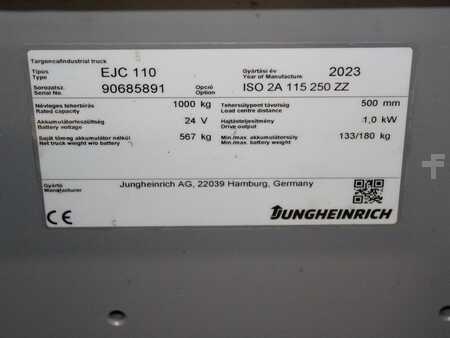 Targonca/Industrial truck
Típus EJC 110 Gyártási év 2023
Type Year of Manufacture
Sorozatsz. 90685891 Opció ISO 2A 115 250 ZZ
Serial No. Option
Névleges teherbírás 1000 kg Tehersúlypont távolság 500 mm
Rated capacity Load centre distance
Akkumulátorfeszültség 24 V Hajtásteljesítmény 1,0 kW
Battery voltage Drive output
Saját tömeg akkumulátor nélkül 567 kg Min./max. akkumulátorsúly 133/180 kg
Net truck weight w/o battery Min./max. battery weight
Gyártó Jungheinrich AG, 22039 Hamburg, Germany
Manufacturer
CE JUNGHEINRICH